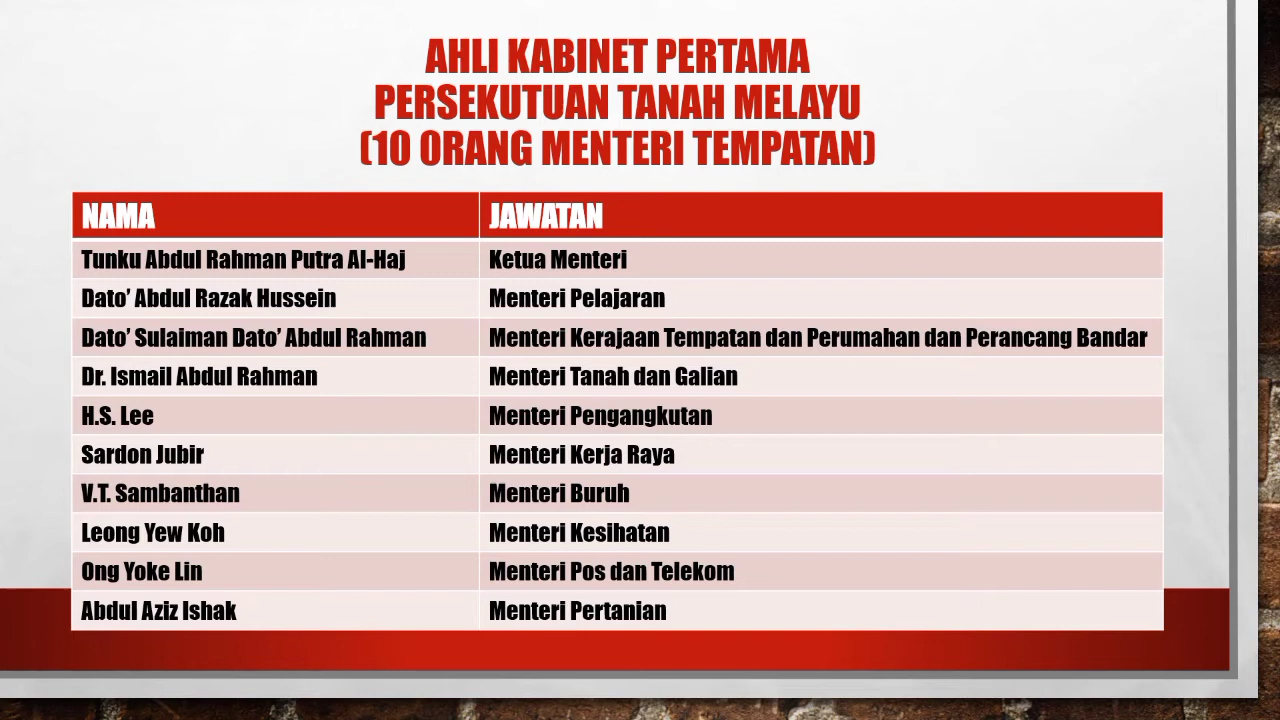 AHLI KABINET PERTAMA
PERSEKUTUAN TANAH MELAYU
(10 ORANG MENTERI TEMPATAN)
NAMA JAWATAN
Tunku Abdul Rahman Putra Al-Haj Ketua Menteri
Dato’ Abdul Razak Hussein Menteri Pelajaran
Dato’ Sulaiman Dato’ Abdul Rahman Menteri Kerajaan Tempatan dan Perumahan dan Perancang Bandar
Dr. Ismail Abdul Rahman Menteri Tanah dan Galian
H.S. Lee Menteri Pengangkutan
Sardon Jubir Menteri Kerja Raya
V.T. Sambanthan Menteri Buruh
Leong Yew Koh Menteri Kesihatan
Ong Yoke Lin Menteri Pos dan Telekom
Abdul Aziz Ishak Menteri Pertanian